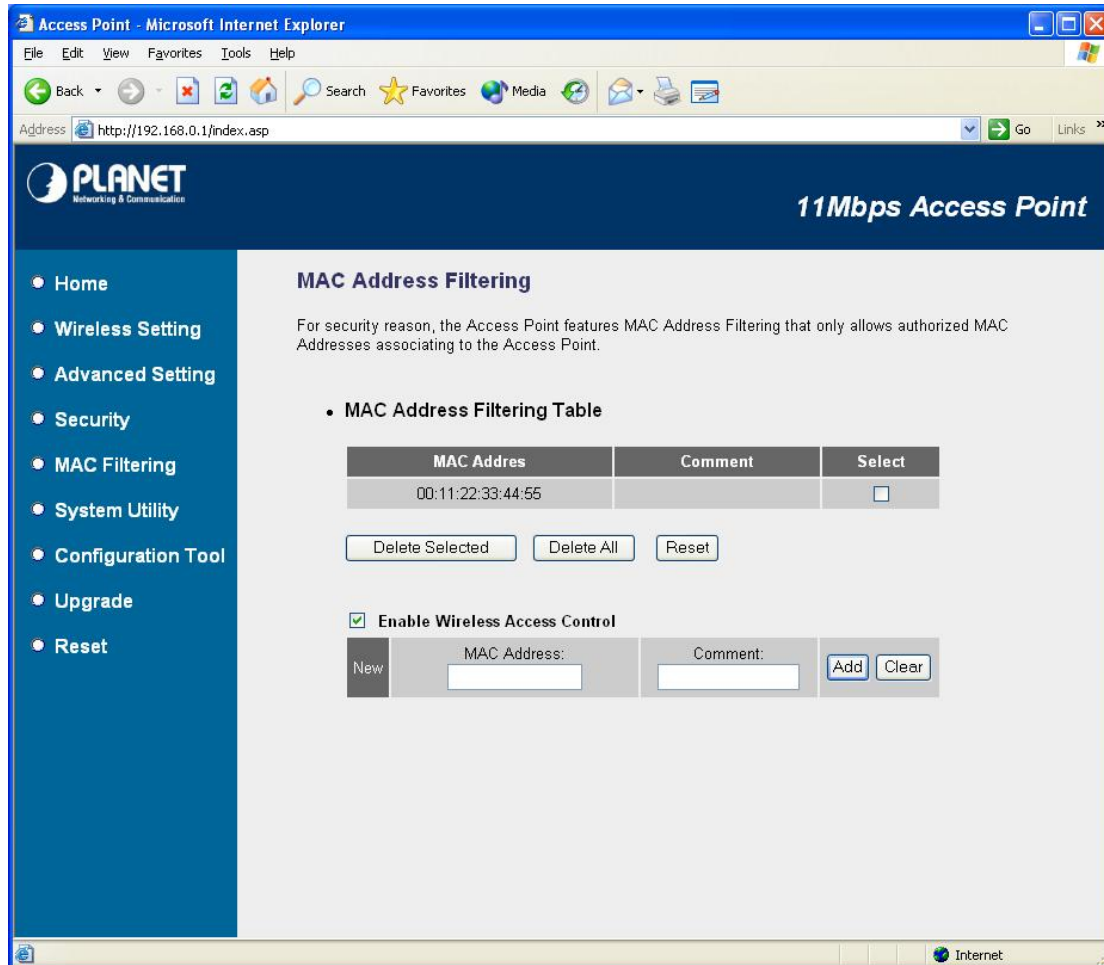 Access Point - Microsoft Internet Explorer
File Edit View Favorites Tools Help
Back Search Favorites Media
Address http://192.168.0.1/index.asp Go Links »
PLANET
Networking & Communication
11Mbps Access Point
Home
Wireless Setting
Advanced Setting
Security
MAC Filtering
System Utility
Configuration Tool
Upgrade
Reset
MAC Address Filtering
For security reason, the Access Point features MAC Address Filtering that only allows authorized MAC
Addresses associating to the Access Point.
• MAC Address Filtering Table
MAC Addres Comment Select
00:11:22:33:44:55
Delete Selected Delete All Reset
Enable Wireless Access Control
New MAC Address: Comment: Add Clear
Internet